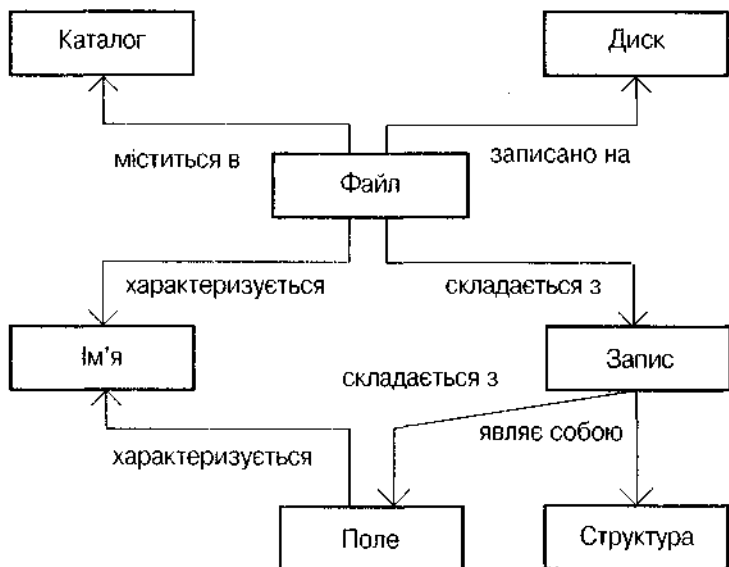 Каталог
Диск
міститься в
записано на
Файл
характеризується
складається з
Ім'я
Запис
складається з
являє собою
характеризується
Поле
Структура